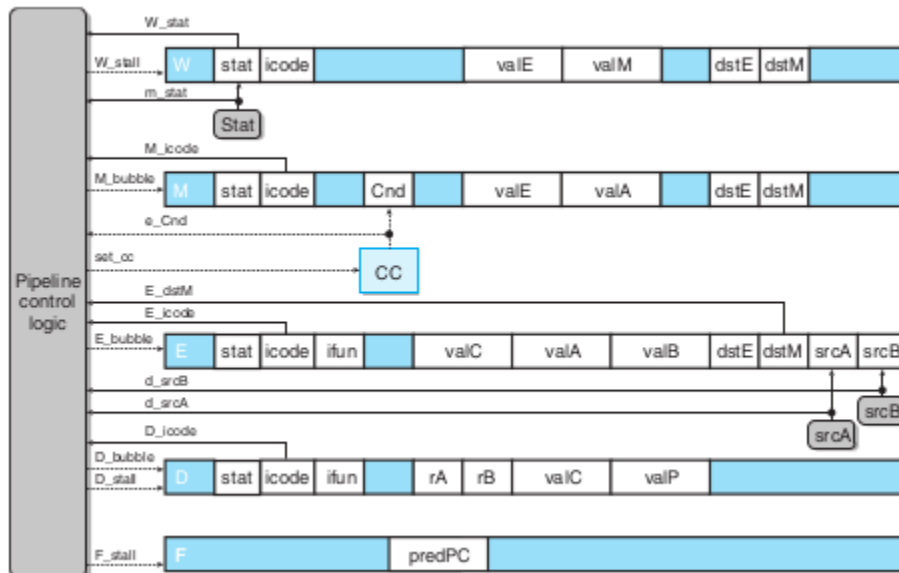 W_stat
W_stall
W stat icode valE valM dstE dstM
m_stat
Stat
M_icode
M_bubble
M stat icode Cnd valE valA dstE dstM
e_Cnd
set_cc
CC
Pipeline
control
logic
E_dstM
E_icode
E_bubble
E stat icode ifun valC valA valB dstE dstM srcA srcB
d_srcB
d_srcA
srcB
srcA
D_icode
D_bubble
D stat icode ifun rA rB valC valP
D_stall
F_stall
F predPC